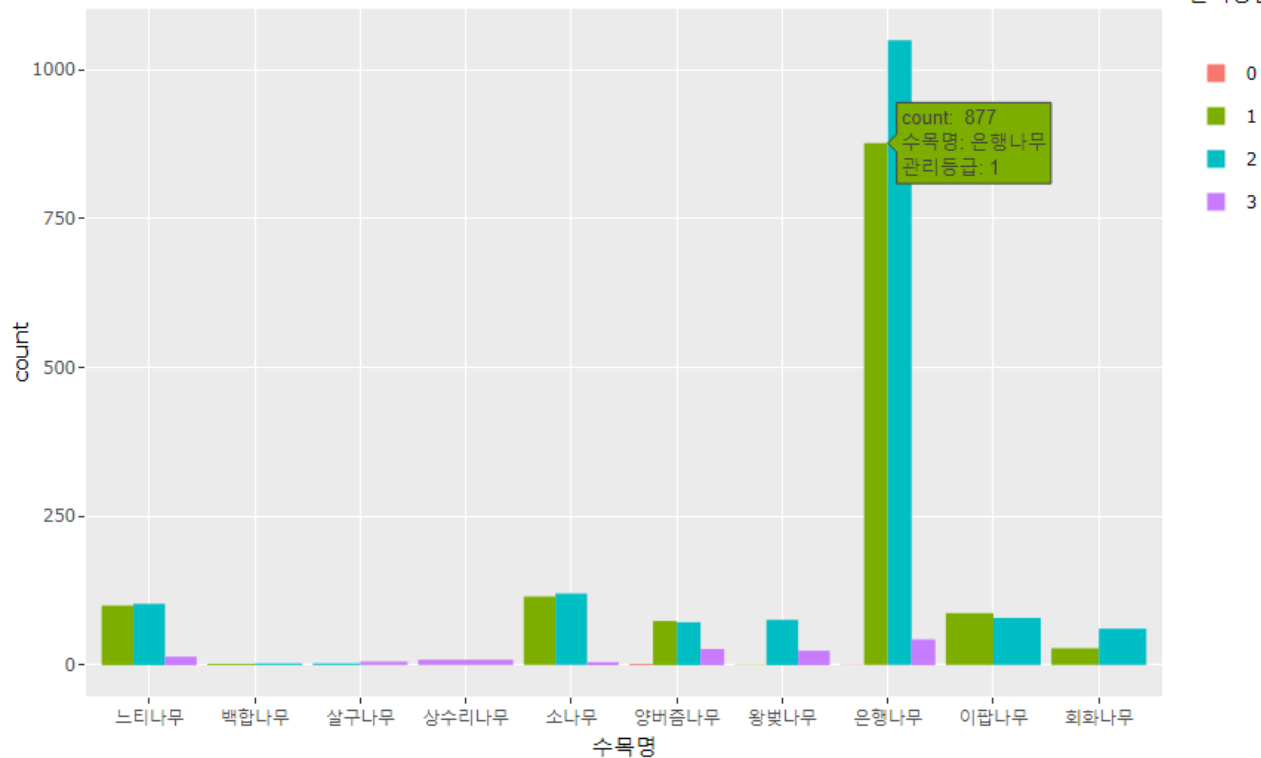 1000
750
500
250
0
count
count: 877
수목명: 은행나무
관리등급: 1
느티나무
백합나무
살구나무
상수리나무
소나무
양버즘나무
왕벚나무
은행나무
이팝나무
회화나무
수목명
0
1
2
3